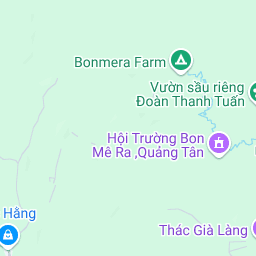 Bonmera Farm
Vườn sầu riêng
Đoàn Thanh Tuấn
Hội Trường Bon
Mê Ra ,Quảng Tân
Hằng
Thác Già Làng